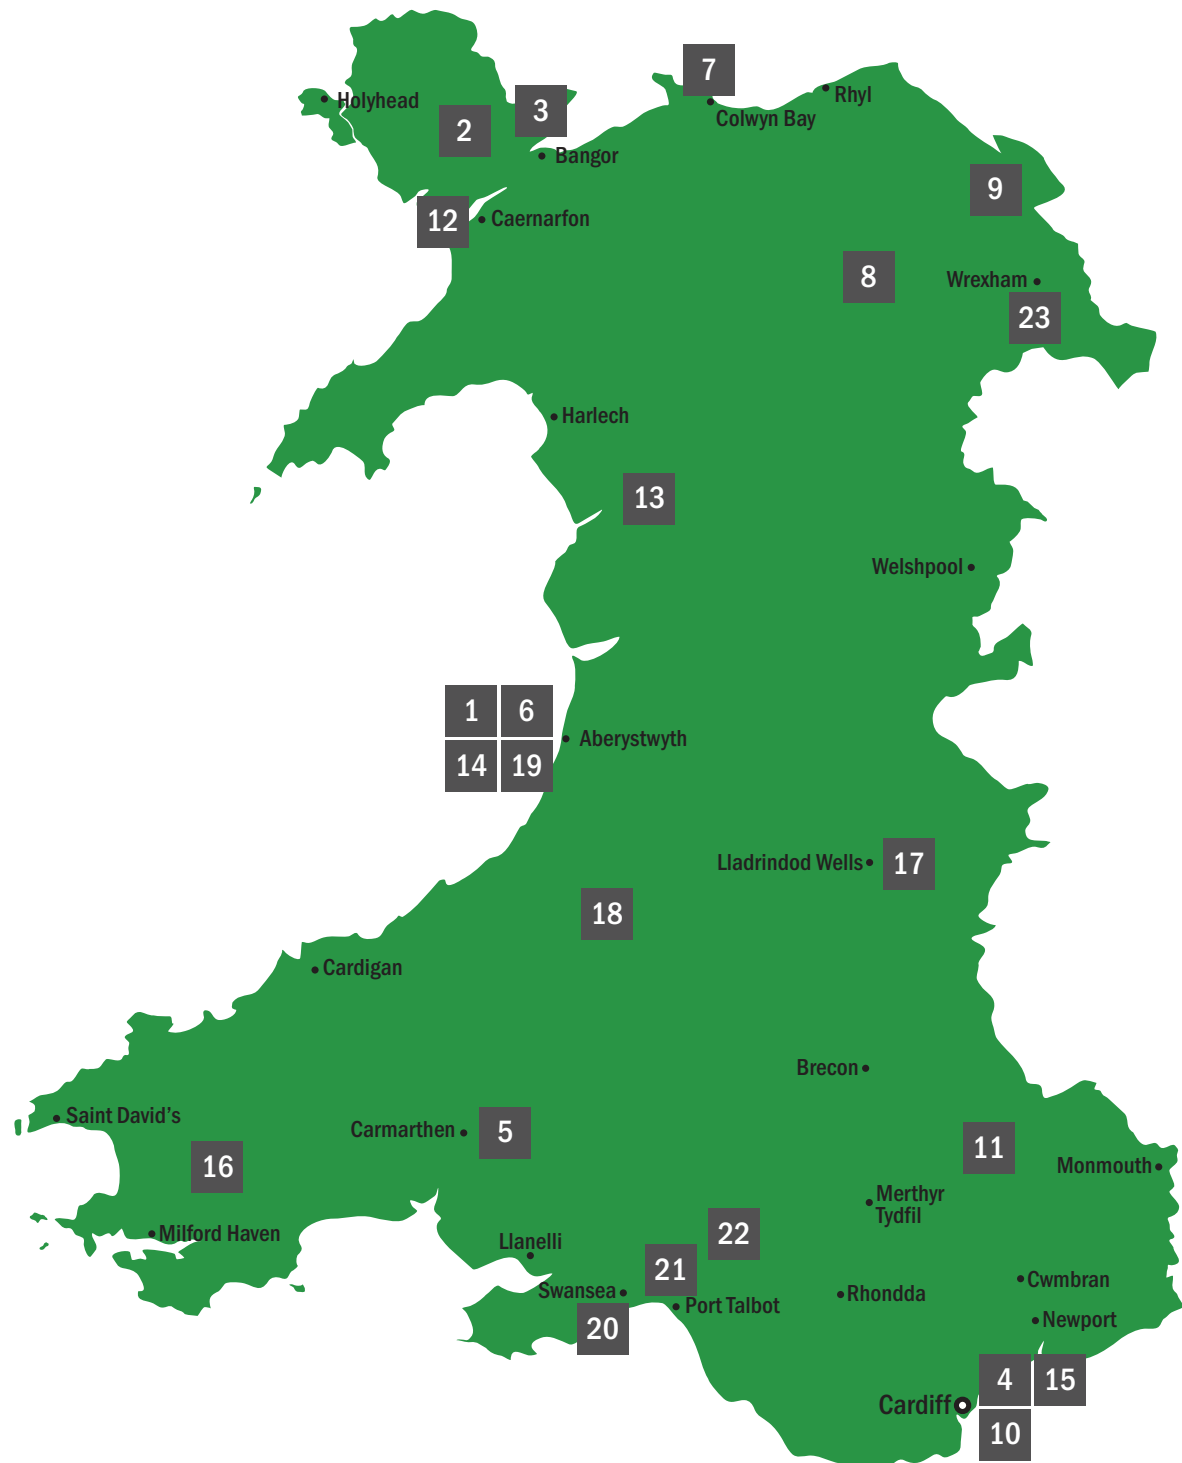 7
Rhyl
Holyhead
3
Colwyn Bay
2
Bangor
9
12
Caernarfon
8
Wrexham
23
Harlech
13
Welshpool
1
6
Aberystwyth
14
19
Lladrindod Wells
17
18
Cardigan
Brecon
Saint David's
Carmarthen
5
11
16
Monmouth
Merthyr
Tydfil
Milford Haven
22
Llanelli
21
Cwmbran
Swansea
Rhondda
Port Talbot
Newport
20
4
15
Cardiff
10